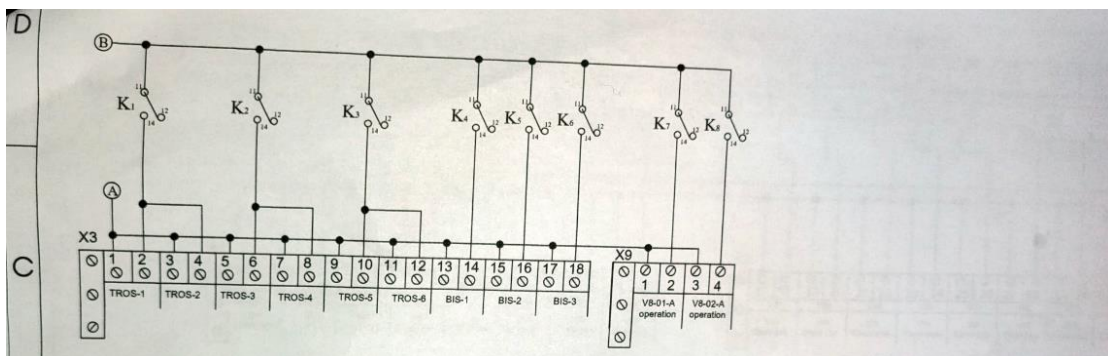 D
B
11 11 11 11 11 11 11 11
K1 12 K2 12 K3 12 K4 12 K5 12 K6 12 K7 12 K8 12
14 14 14 14 14 14 14 14
A
X3
X9
C
1 2 3 4 5 6 7 8 9 10 11 12 13 14 15 16 17 18
1 2 3 4
TROS-1 TROS-2 TROS-3 TROS-4 TROS-5 TROS-6 BIS-1 BIS-2 BIS-3
V8-01-A V8-02-A
operation operation